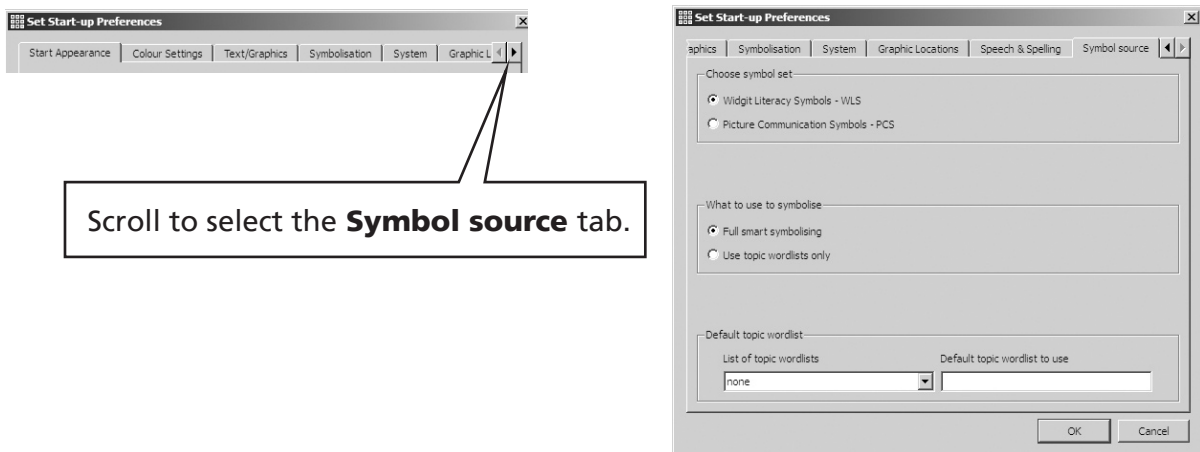 Set Start-up Preferences
Start Appearance Colour Settings Text/Graphics Symbolisation System Graphic L
Scroll to select the Symbol source tab.
Set Start-up Preferences
aphics Symbolisation System Graphic Locations Speech & Spelling Symbol source
Choose symbol set
Widgit Literacy Symbols - WLS
Picture Communication Symbols - PCS
What to use to symbolise
Full smart symbolising
Use topic wordlists only
Default topic wordlist
List of topic wordlists Default topic wordlist to use
none
OK Cancel